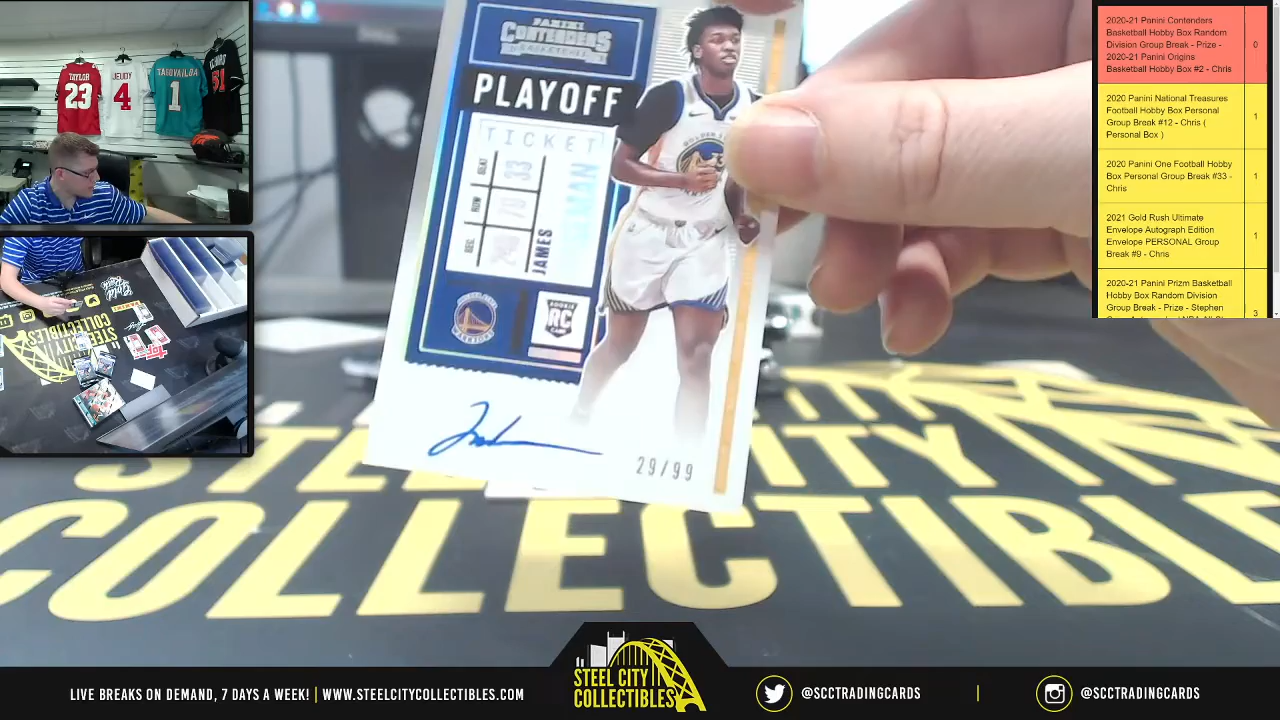 TAYLOR
23
JEUDY
4
TAGOVAILOA
1
PANINI
CONTENDERS
BASKETBALL
PLAYOFF
TICKET
SEAT
ROW
JAMES
ROOKIE
RC
CARD
29/99
STEEL CITY
COLLECTIBLES
2020-21 Panini Contenders
Basketball Hobby Box Random
Division Group Break - Prize -
2020-21 Panini Origins
Basketball Hobby Box #2 - Chris
0
2020 Panini National Treasures
Football Hobby Box Personal
Group Break #12 - Chris (
Personal Box )
1
2020 Panini One Football Hobby
Box Personal Group Break #33 -
Chris
1
2021 Gold Rush Ultimate
Envelope Autograph Edition
Envelope PERSONAL Group
Break #9 - Chris
1
2020-21 Panini Prizm Basketball
Hobby Box Random Division
Group Break - Prize - Stephen
3
LIVE BREAKS ON DEMAND, 7 DAYS A WEEK! | WWW.STEELCITYCOLLECTIBLES.COM
STEEL CITY
COLLECTIBLES
@SCCTRADINGCARDS
|
@SCCTRADINGCARDS